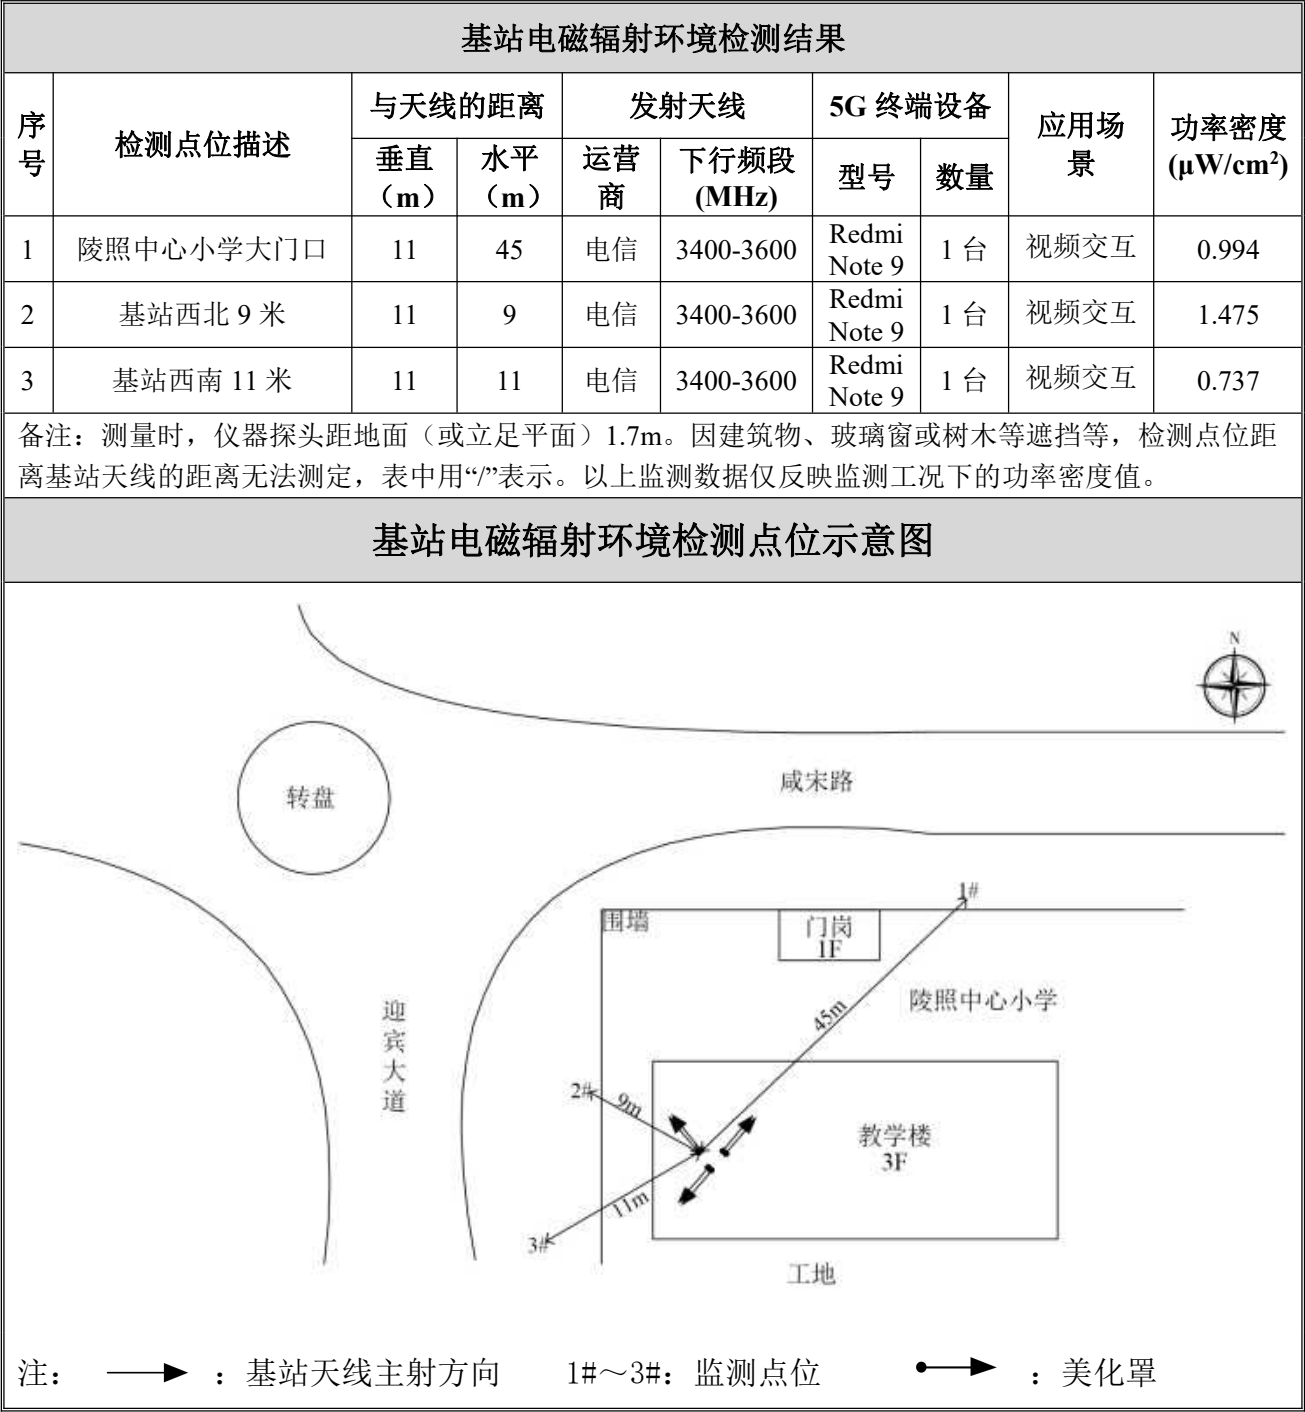 基站电磁辐射环境检测结果
序号 检测点位描述 与天线的距离 发射天线 5G 终端设备 应用场景 功率密度 (μW/cm²)
垂直（m） 水平（m） 运营商 下行频段 (MHz) 型号 数量
1 陵照中心小学大门口 11 45 电信 3400-3600 Redmi Note 9 1 台 视频交互 0.994
2 基站西北 9 米 11 9 电信 3400-3600 Redmi Note 9 1 台 视频交互 1.475
3 基站西南 11 米 11 11 电信 3400-3600 Redmi Note 9 1 台 视频交互 0.737
备注：测量时，仪器探头距地面（或立足平面）1.7m。因建筑物、玻璃窗或树木等遮挡等，检测点位距
离基站天线的距离无法测定，表中用“/”表示。以上监测数据仅反映监测工况下的功率密度值。
基站电磁辐射环境检测点位示意图
N
咸宋路
转盘
1#
围墙
门岗
1F
陵照中心小学
45m
迎宾大道
2#
9m
教学楼
3F
11m
3#
工地
注： ：基站天线主射方向 1#～3#：监测点位 ：美化罩